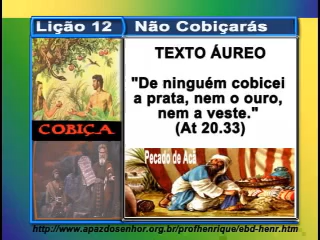 Lição 12 Não Cobiçarás
TEXTO ÁUREO
"De ninguém cobicei
a prata, nem o ouro,
nem a veste."
(At 20.33)
COBIÇA
Pecado de Acã
http://www.apazdosenhor.org.br/profhenrique/ebd-henr.htm